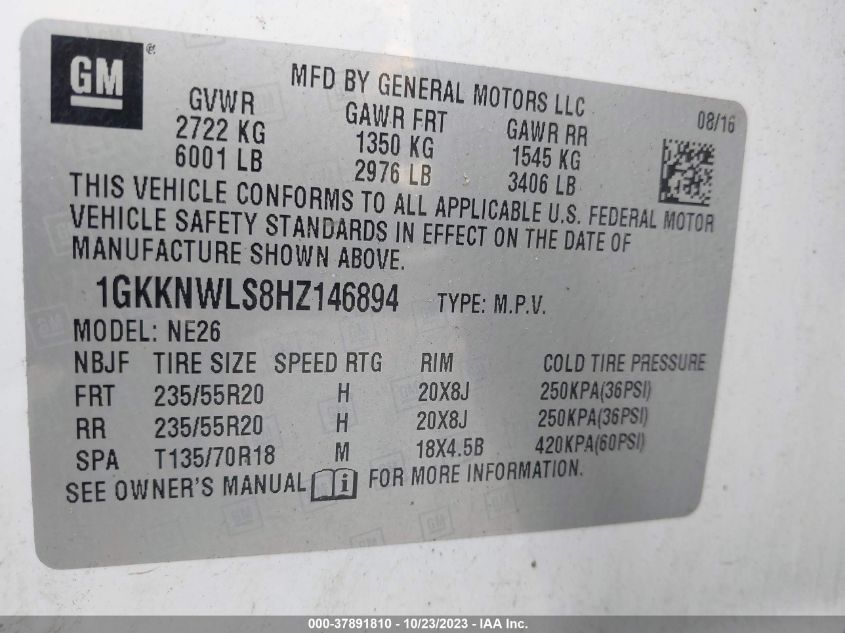 GM ®
MFD BY GENERAL MOTORS LLC
08/16
GVWR GAWR FRT GAWR RR
2722 KG 1350 KG 1545 KG
6001 LB 2976 LB 3406 LB
THIS VEHICLE CONFORMS TO ALL APPLICABLE U.S. FEDERAL MOTOR
VEHICLE SAFETY STANDARDS IN EFFECT ON THE DATE OF
MANUFACTURE SHOWN ABOVE.
1GKKNWLS8HZ146894 TYPE: M.P.V.
MODEL: NE26
NBJF TIRE SIZE SPEED RTG RIM COLD TIRE PRESSURE
FRT 235/55R20 H 20X8J 250KPA(36PSI)
RR 235/55R20 H 20X8J 250KPA(36PSI)
SPA T135/70R18 M 18X4.5B 420KPA(60PSI)
SEE OWNER'S MANUAL i FOR MORE INFORMATION.
000-37891810 - 10/23/2023 - IAA Inc.